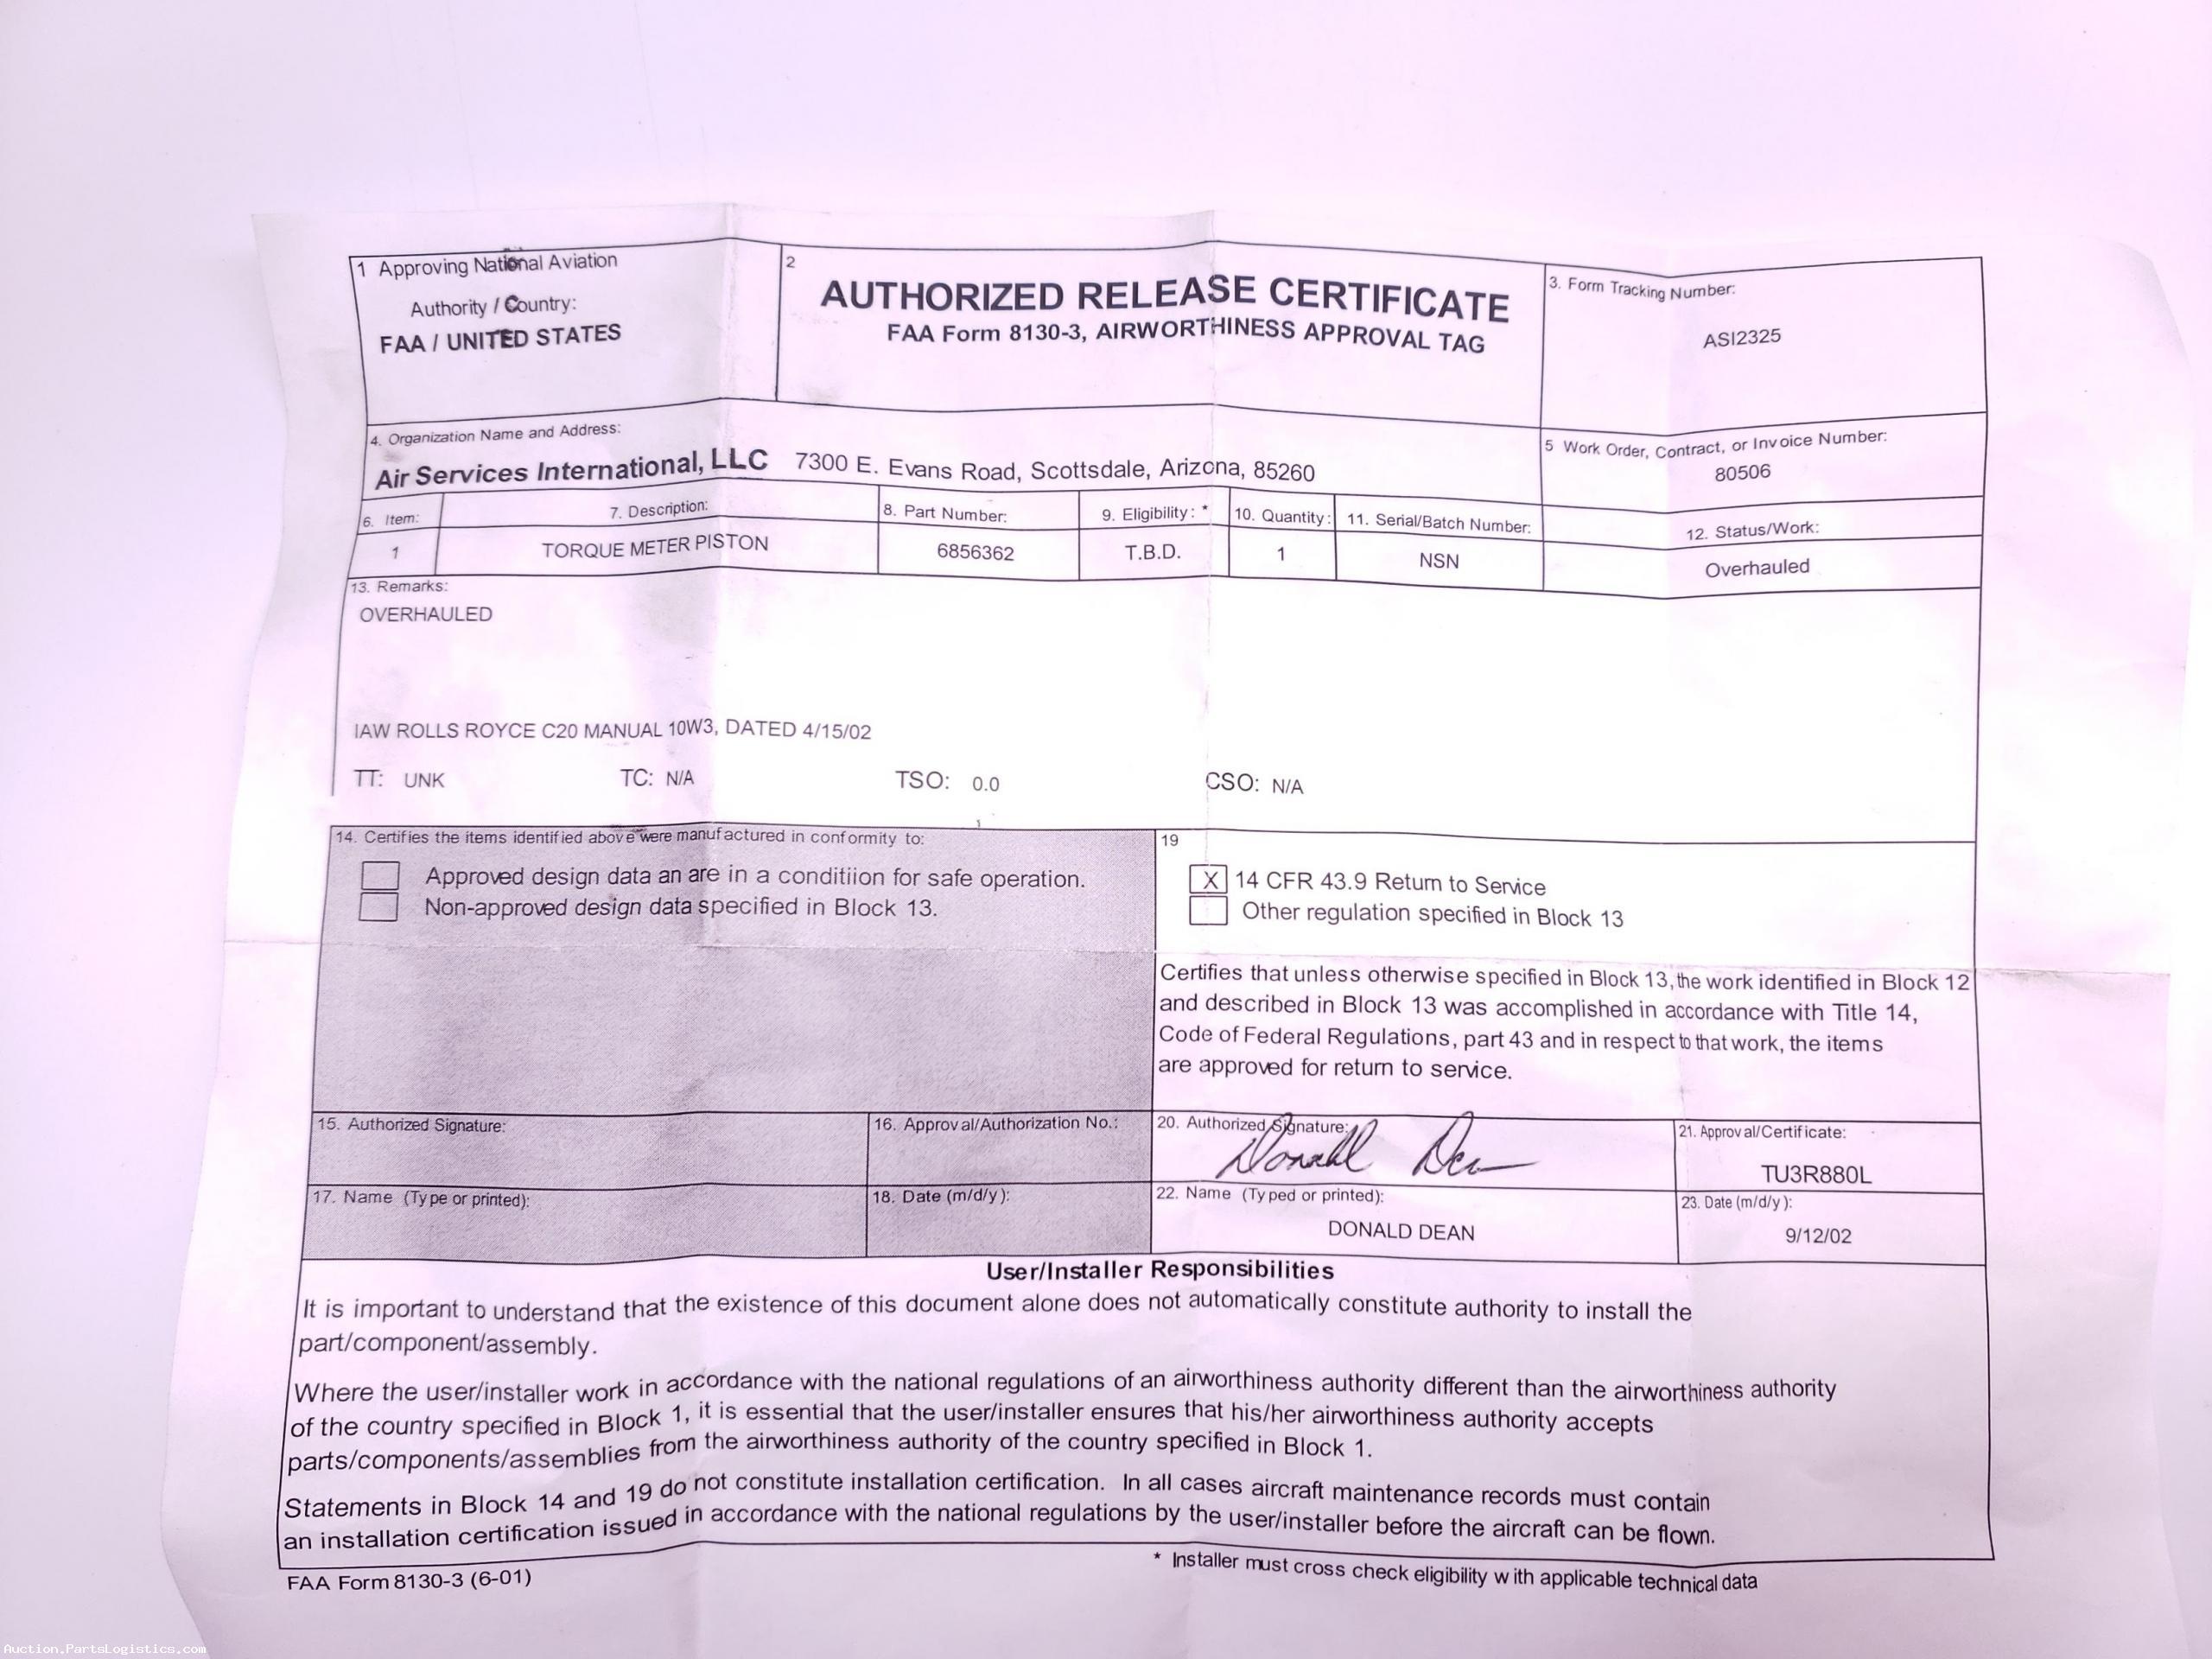 1 Approving National Aviation
Authority / Country:
FAA / UNITED STATES
2
AUTHORIZED RELEASE CERTIFICATE
FAA Form 8130-3, AIRWORTHINESS APPROVAL TAG
3. Form Tracking Number:
ASI2325
4. Organization Name and Address:
Air Services International, LLC 7300 E. Evans Road, Scottsdale, Arizona, 85260
5 Work Order, Contract, or Invoice Number:
80506
6. Item: 7. Description: 8. Part Number: 9. Eligibility: * 10. Quantity: 11. Serial/Batch Number: 12. Status/Work:
1 TORQUE METER PISTON 6856362 T.B.D. 1 NSN Overhauled
13. Remarks:
OVERHAULED
IAW ROLLS ROYCE C20 MANUAL 10W3, DATED 4/15/02
TT: UNK TC: N/A TSO: 0.0 CSO: N/A
14. Certifies the items identified above were manufactured in conformity to:
Approved design data an are in a conditiion for safe operation.
Non-approved design data specified in Block 13.
19
X 14 CFR 43.9 Return to Service
Other regulation specified in Block 13
Certifies that unless otherwise specified in Block 13, the work identified in Block 12
and described in Block 13 was accomplished in accordance with Title 14,
Code of Federal Regulations, part 43 and in respect to that work, the items
are approved for return to service.
15. Authorized Signature: 16. Approval/Authorization No.:
20. Authorized Signature: Donald Dean
21. Approval/Certificate:
TU3R880L
17. Name (Type or printed): 18. Date (m/d/y):
22. Name (Typed or printed):
DONALD DEAN
23. Date (m/d/y):
9/12/02
User/Installer Responsibilities
It is important to understand that the existence of this document alone does not automatically constitute authority to install the
part/component/assembly.
Where the user/installer work in accordance with the national regulations of an airworthiness authority different than the airworthiness authority
of the country specified in Block 1, it is essential that the user/installer ensures that his/her airworthiness authority accepts
parts/components/assemblies from the airworthiness authority of the country specified in Block 1.
Statements in Block 14 and 19 do not constitute installation certification. In all cases aircraft maintenance records must contain
an installation certification issued in accordance with the national regulations by the user/installer before the aircraft can be flown.
FAA Form 8130-3 (6-01)
* Installer must cross check eligibility with applicable technical data
Auction.PartsLogistics.com